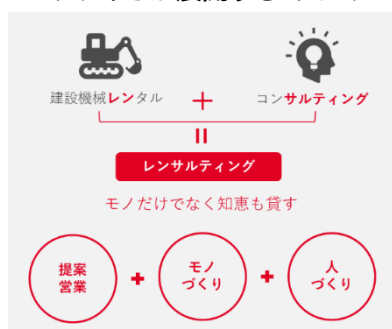 建設機械レンタル + コンサルティング
=
レンサルティング
モノだけでなく知恵も貸す
提案
営業
+
モノ
づくり
+
人
づくり